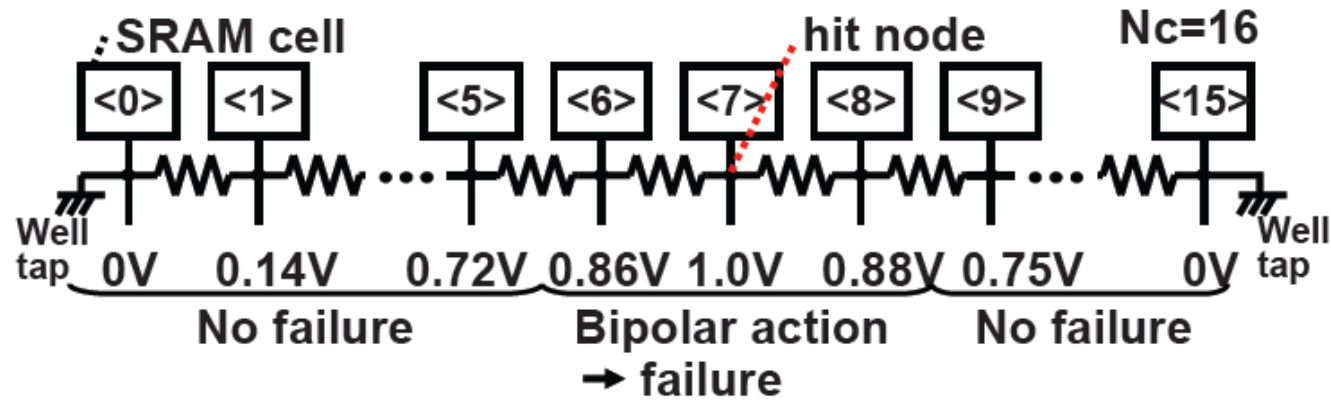 SRAM cell
hit node
Nc=16
<0> <1> <5> <6> <7> <8> <9> <15>
...
...
Well tap
Well tap
0V 0.14V 0.72V 0.86V 1.0V 0.88V 0.75V 0V
No failure
Bipolar action
→ failure
No failure